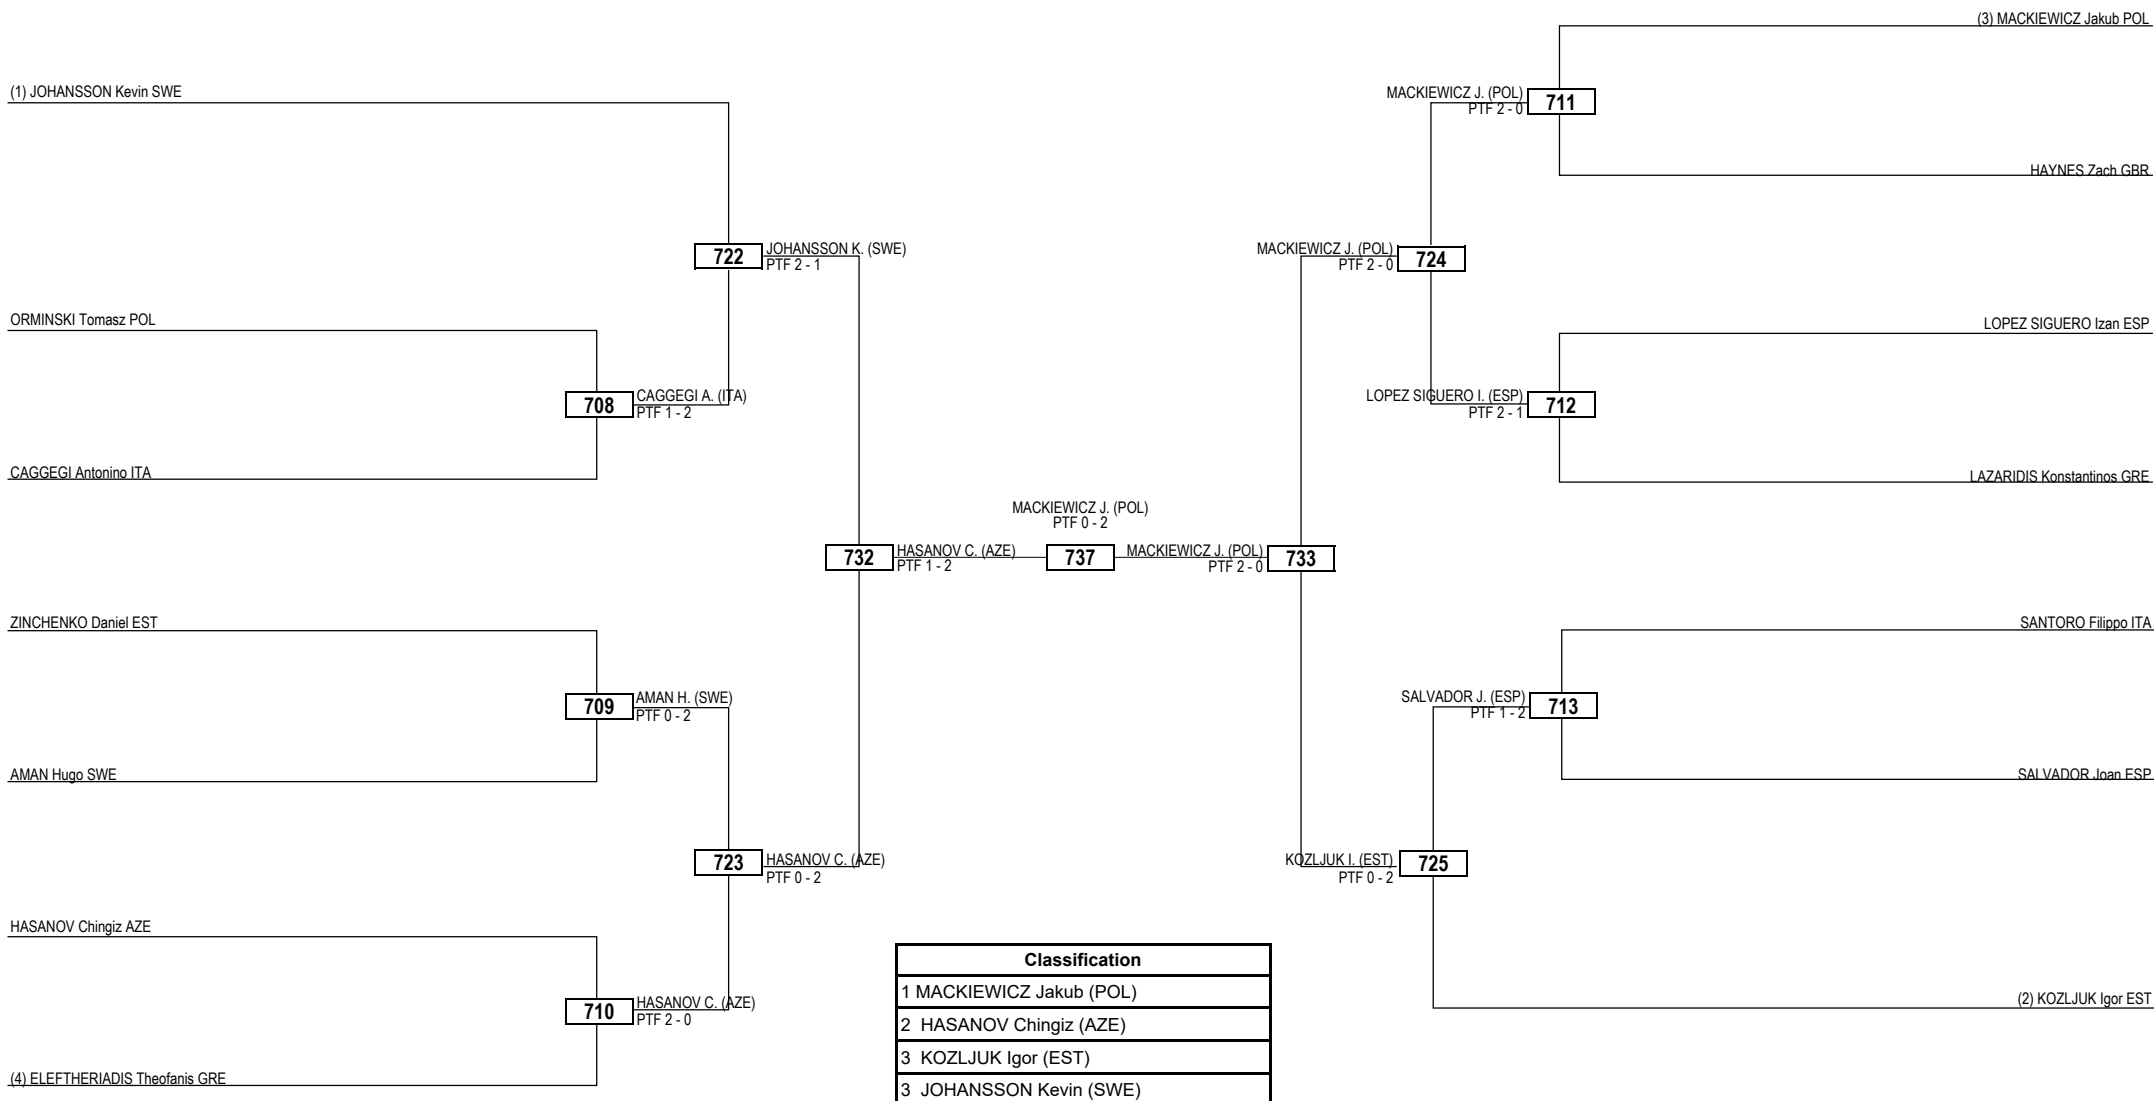 (3) MACKIEWICZ Jakub POL
(1) JOHANSSON Kevin SWE
MACKIEWICZ J. (POL)
PTF 2 - 0
711
HAYNES Zach GBR
722
JOHANSSON K. (SWE)
PTF 2 - 1
MACKIEWICZ J. (POL)
PTF 2 - 0
724
ORMINSKI Tomasz POL
LOPEZ SIGUERO Izan ESP
708
CAGGEGI A. (ITA)
PTF 1 - 2
LOPEZ SIGUERO I. (ESP)
PTF 2 - 1
712
CAGGEGI Antonino ITA
LAZARIDIS Konstantinos GRE
MACKIEWICZ J. (POL)
PTF 0 - 2
732
HASANOV C. (AZE)
PTF 1 - 2
737
MACKIEWICZ J. (POL)
PTF 2 - 0
733
ZINCHENKO Daniel EST
SANTORO Filippo ITA
709
AMAN H. (SWE)
PTF 0 - 2
SALVADOR J. (ESP)
PTF 1 - 2
713
AMAN Hugo SWE
SALVADOR Joan ESP
723
HASANOV C. (AZE)
PTF 0 - 2
KOZLJUK I. (EST)
PTF 0 - 2
725
HASANOV Chingiz AZE
710
HASANOV C. (AZE)
PTF 2 - 0
(2) KOZLJUK Igor EST
(4) ELEFTHERIADIS Theofanis GRE
Classification
1 MACKIEWICZ Jakub (POL)
2 HASANOV Chingiz (AZE)
3 KOZLJUK Igor (EST)
3 JOHANSSON Kevin (SWE)